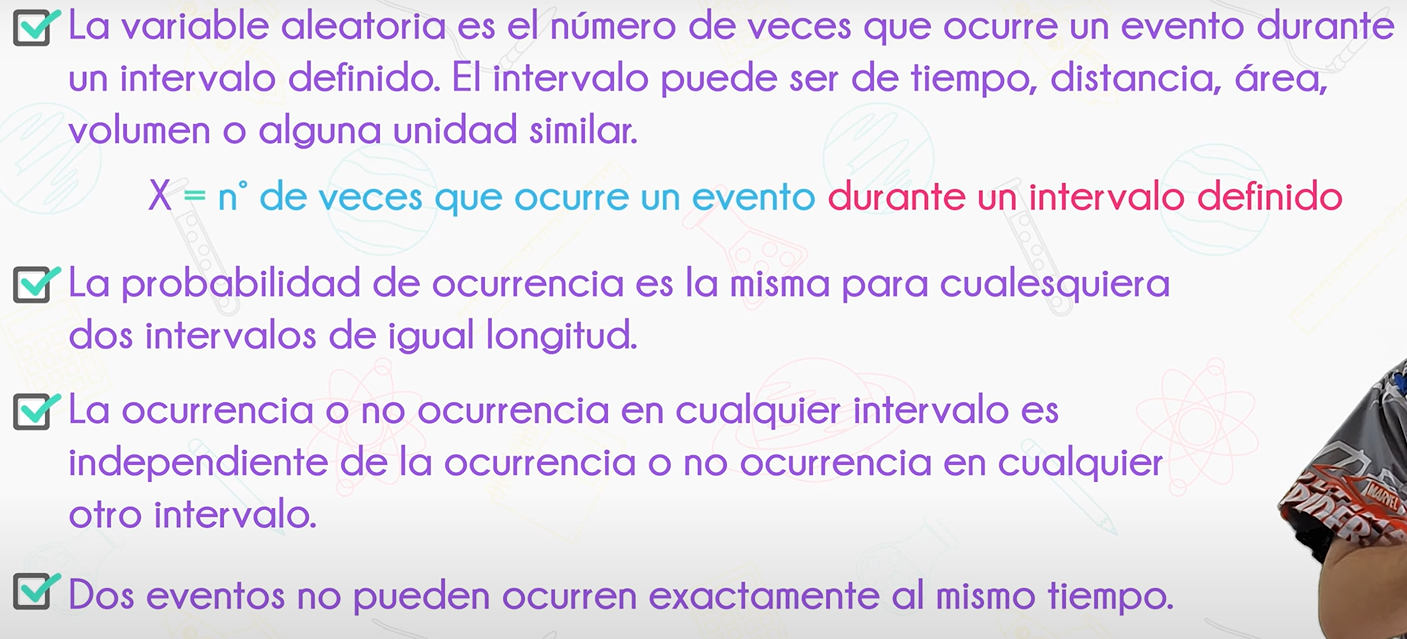 La variable aleatoria es el número de veces que ocurre un evento durante
un intervalo definido. El intervalo puede ser de tiempo, distancia, área,
volumen o alguna unidad similar.
X = n° de veces que ocurre un evento durante un intervalo definido
La probabilidad de ocurrencia es la misma para cualesquiera
dos intervalos de igual longitud.
La ocurrencia o no ocurrencia en cualquier intervalo es
independiente de la ocurrencia o no ocurrencia en cualquier
otro intervalo.
MARVEL
Dos eventos no pueden ocurren exactamente al mismo tiempo.